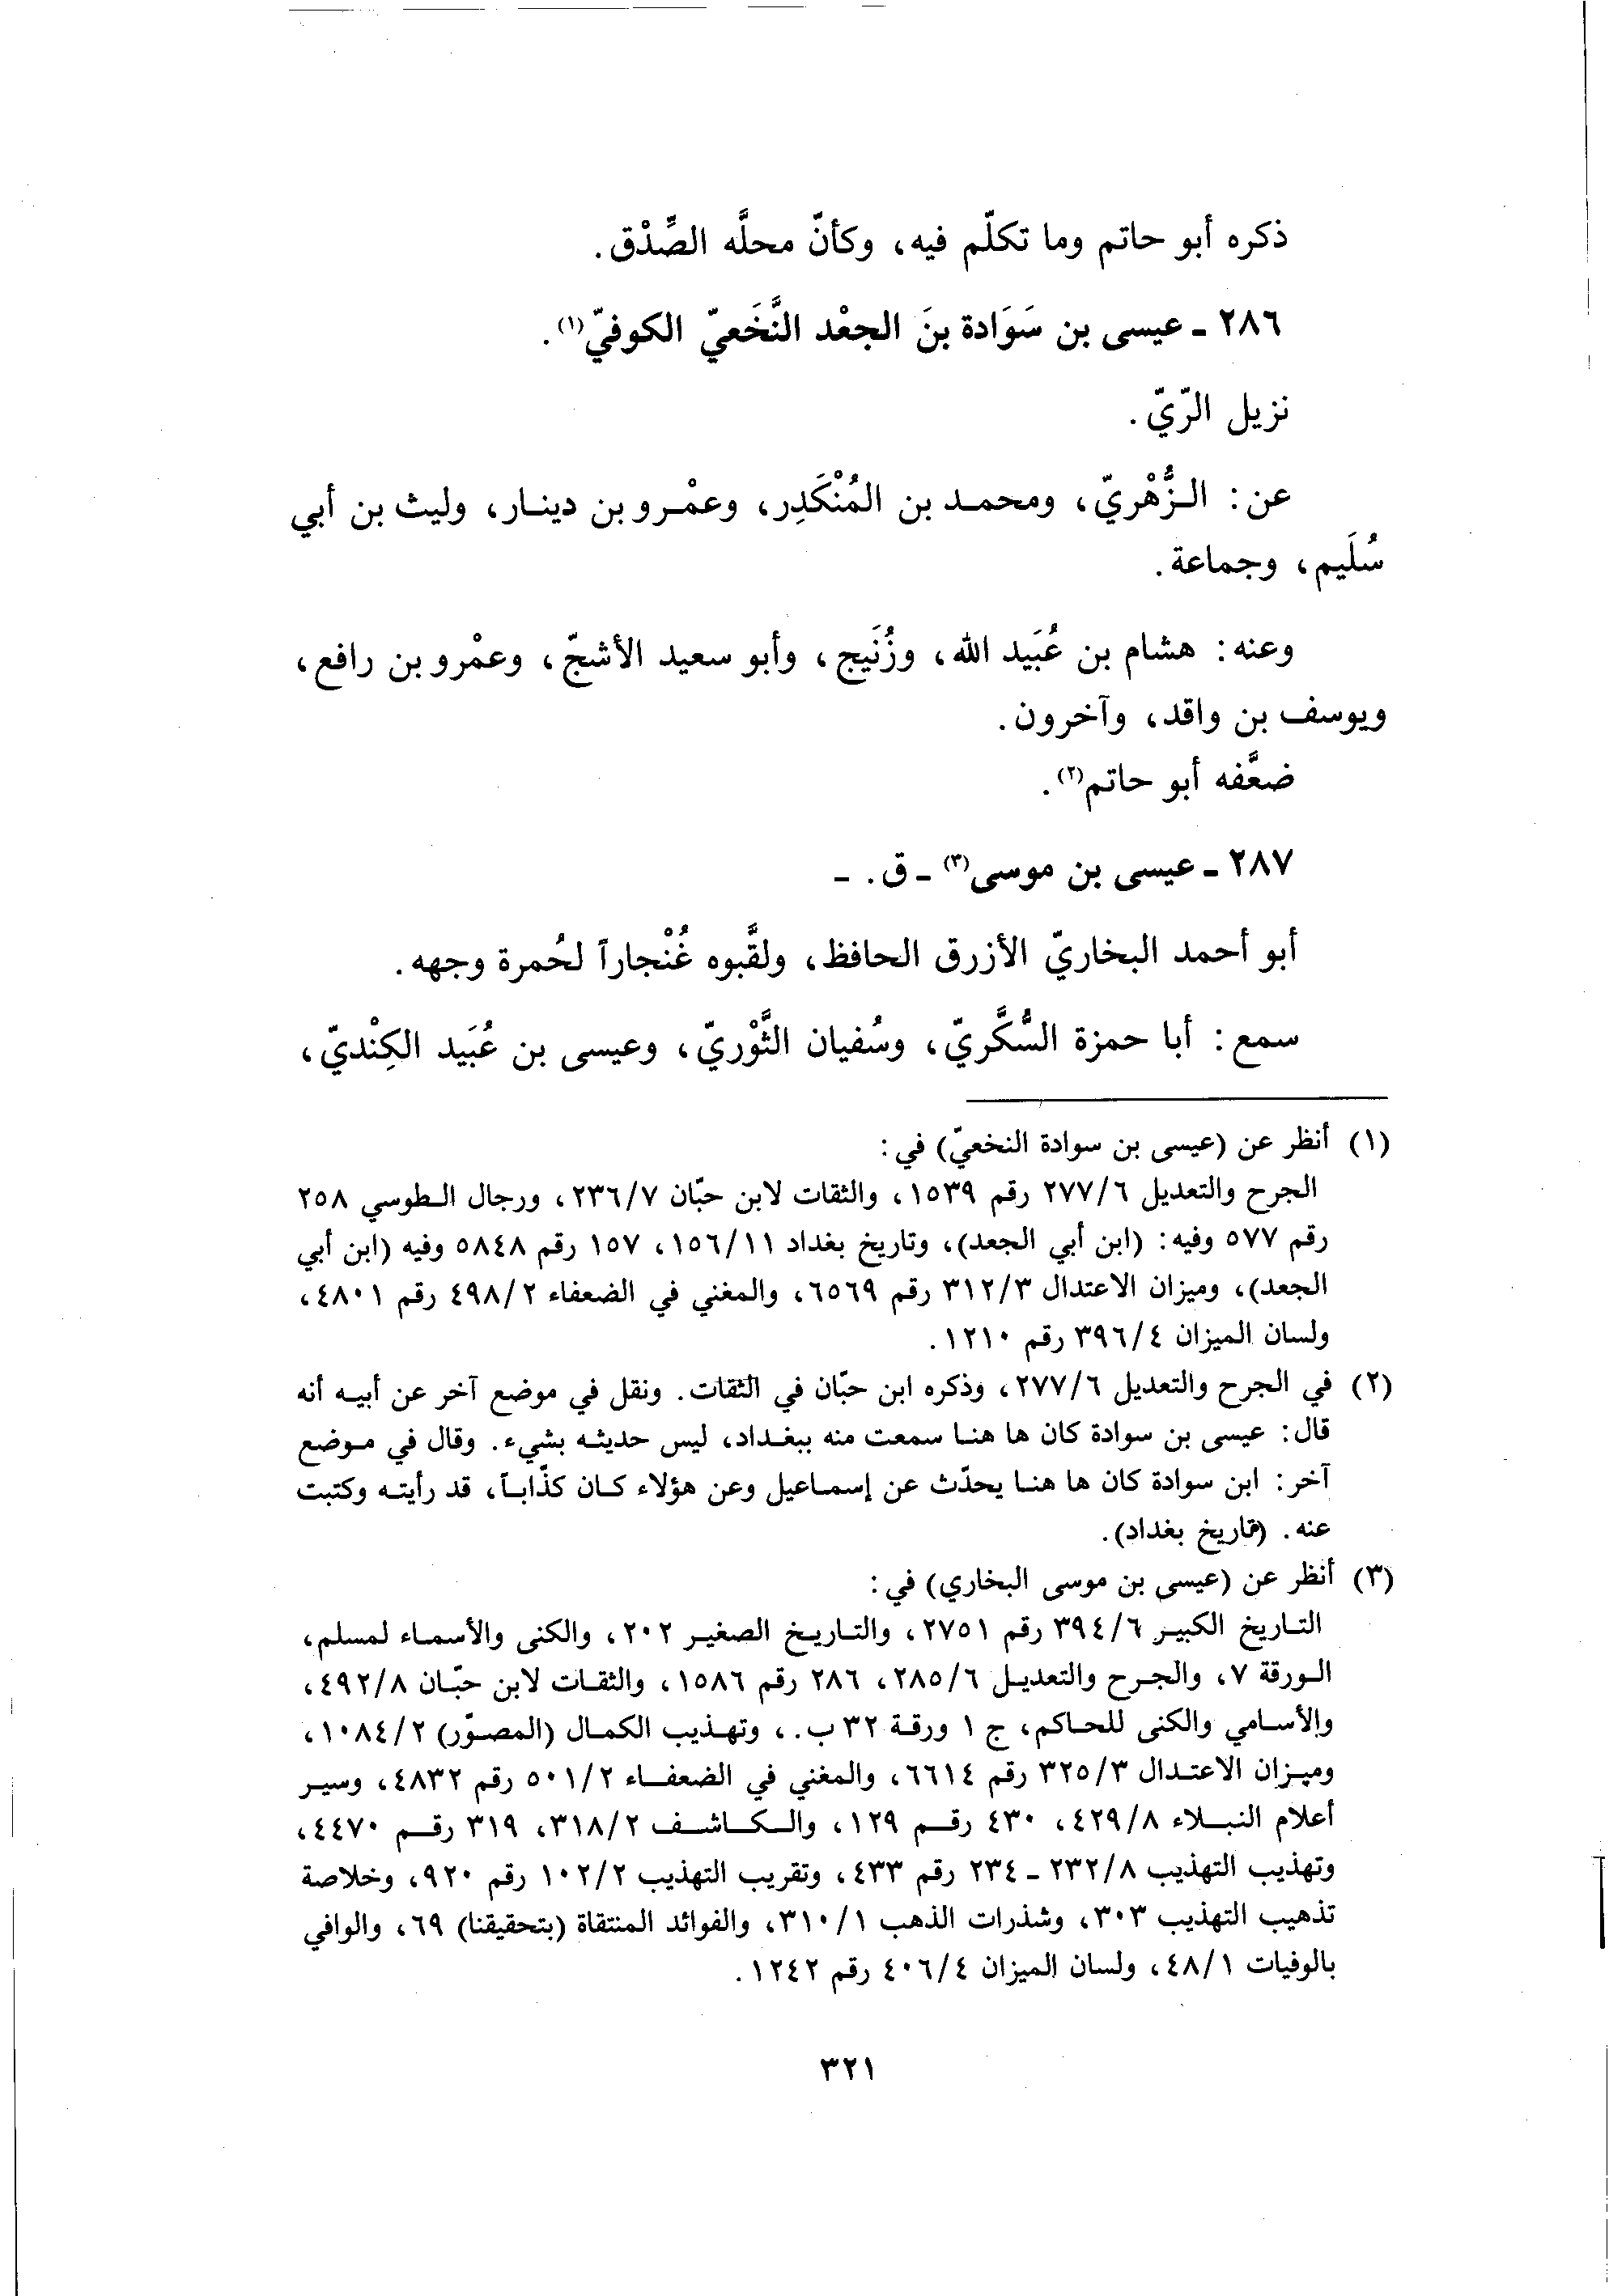 ذكره أبو حاتم وما تكلّم فيه، وكأنّ محلَّه الصِّدْق.
٢٨٦ ـ عيسى بن سَوَادة بنَ الجعْد النَّخَعيّ الكوفيّ(١).
نزيل الرّيّ.
عن: الزُّهْريّ، ومحمد بن المُنْكَدِر، وعمْرو بن دينار، وليث بن أبي
سُلَيم، وجماعة.
وعنه: هشام بن عُبَيد الله، وزُنَيج، وأبو سعيد الأشجّ، وعمْرو بن رافع،
ويوسف بن واقد، وآخرون.
ضعَّفه أبو حاتم(٢).
٢٨٧ ـ عيسى بن موسى(٣) ـ ق. ـ
أبو أحمد البخاريّ الأزرق الحافظ، ولقَّبوه غُنْجاراً لحُمرة وجهه.
سمع: أبا حمزة السُّكَّريّ، وسُفيان الثَّوْريّ، وعيسى بن عُبَيد الكِنْديّ،
(١) أنظر عن (عيسى بن سوادة النخعيّ) في:
الجرح والتعديل ٢٧٧/٦ رقم ١٥٣٩، والثقات لابن حبّان ٢٣٦/٧، ورجال الطوسي ٢٥٨
رقم ٥٧٧ وفيه: (ابن أبي الجعد)، وتاريخ بغداد ١٥٦/١١، ١٥٧ رقم ٥٨٤٨ وفيه (ابن أبي
الجعد)، وميزان الاعتدال ٣١٢/٣ رقم ٦٥٦٩، والمغني في الضعفاء ٤٩٨/٢ رقم ٤٨٠١،
ولسان الميزان ٣٩٦/٤ رقم ١٢١٠.
(٢) في الجرح والتعديل ٢٧٧/٦، وذكره ابن حبّان في الثقات. ونقل في موضع آخر عن أبيه أنه
قال: عيسى بن سوادة كان ها هنا سمعت منه ببغداد، ليس حديثه بشيء. وقال في موضع
آخر: ابن سوادة كان ها هنا يحدّث عن إسماعيل وعن هؤلاء كان كذّاباً، قد رأيته وكتبت
عنه. (تاريخ بغداد).
(٣) أنظر عن (عيسى بن موسى البخاري) في:
التاريخ الكبير ٣٩٤/٦ رقم ٢٧٥١، والتاريخ الصغير ٢٠٢، والكنى والأسماء لمسلم،
الورقة ٧، والجرح والتعديل ٢٨٥/٦، ٢٨٦ رقم ١٥٨٦، والثقات لابن حبّان ٤٩٢/٨،
والأسامي والكنى للحاكم، ج ١ ورقة ٣٢ ب.، وتهذيب الكمال (المصوّر) ١٠٨٤/٢،
وميزان الاعتدال ٣٢٥/٣ رقم ٦٦١٤، والمغني في الضعفاء ٥٠١/٢ رقم ٤٨٣٢، وسير
أعلام النبلاء ٤٢٩/٨، ٤٣٠ رقم ١٢٩، والكاشف ٣١٨/٢، ٣١٩ رقم ٤٤٧٠،
وتهذيب التهذيب ٢٣٢/٨ ـ ٢٣٤ رقم ٤٣٣، وتقريب التهذيب ١٠٢/٢ رقم ٩٢٠، وخلاصة
تذهيب التهذيب ٣٠٣، وشذرات الذهب ٣١٠/١، والفوائد المنتقاة (بتحقيقنا) ٦٩، والوافي
بالوفيات ٤٨/١، ولسان الميزان ٤٠٦/٤ رقم ١٢٤٢.
٣٢١